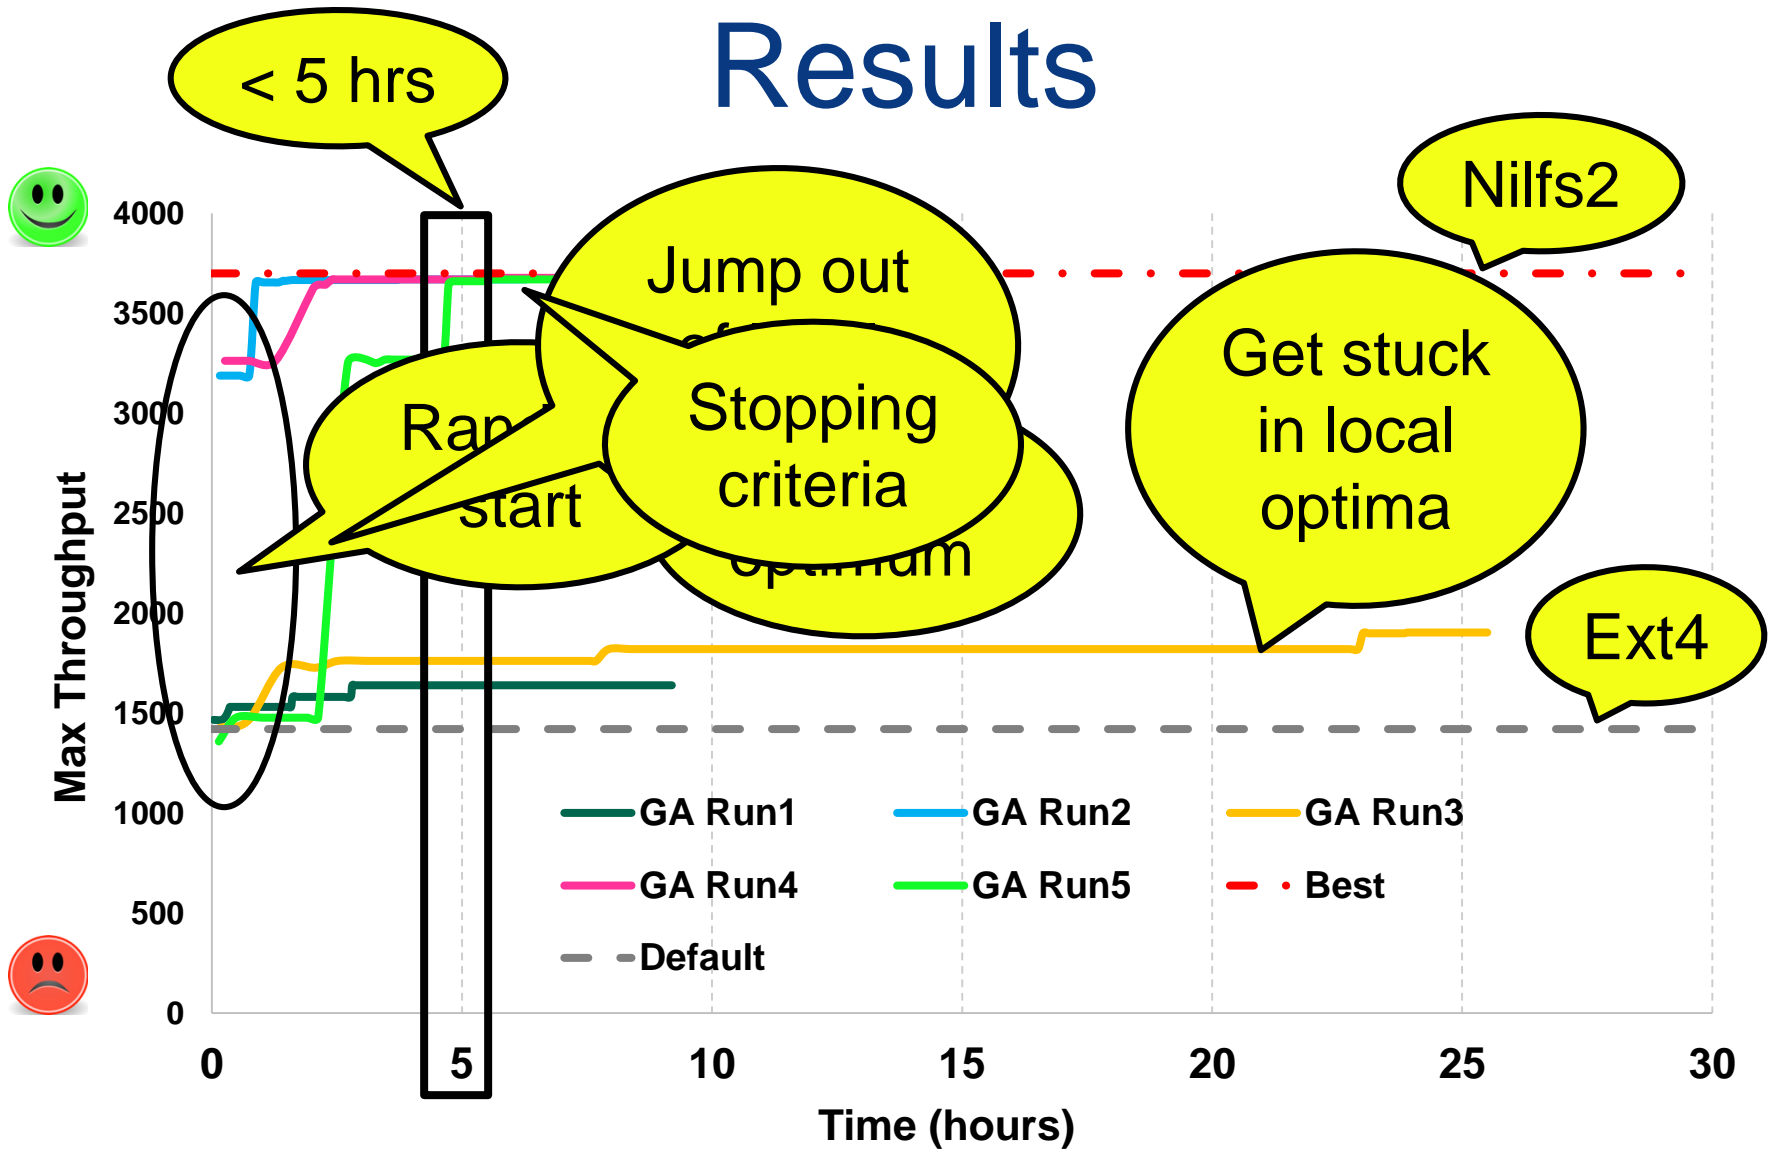 Results
< 5 hrs
Nilfs2
Jump out
Stopping
criteria
start
optimum
Get stuck
in local
optima
Ext4
Max Throughput
4000
3500
3000
2500
2000
1500
1000
500
0
GA Run1
GA Run2
GA Run3
GA Run4
GA Run5
Best
Default
0
5
10
15
20
25
30
Time (hours)